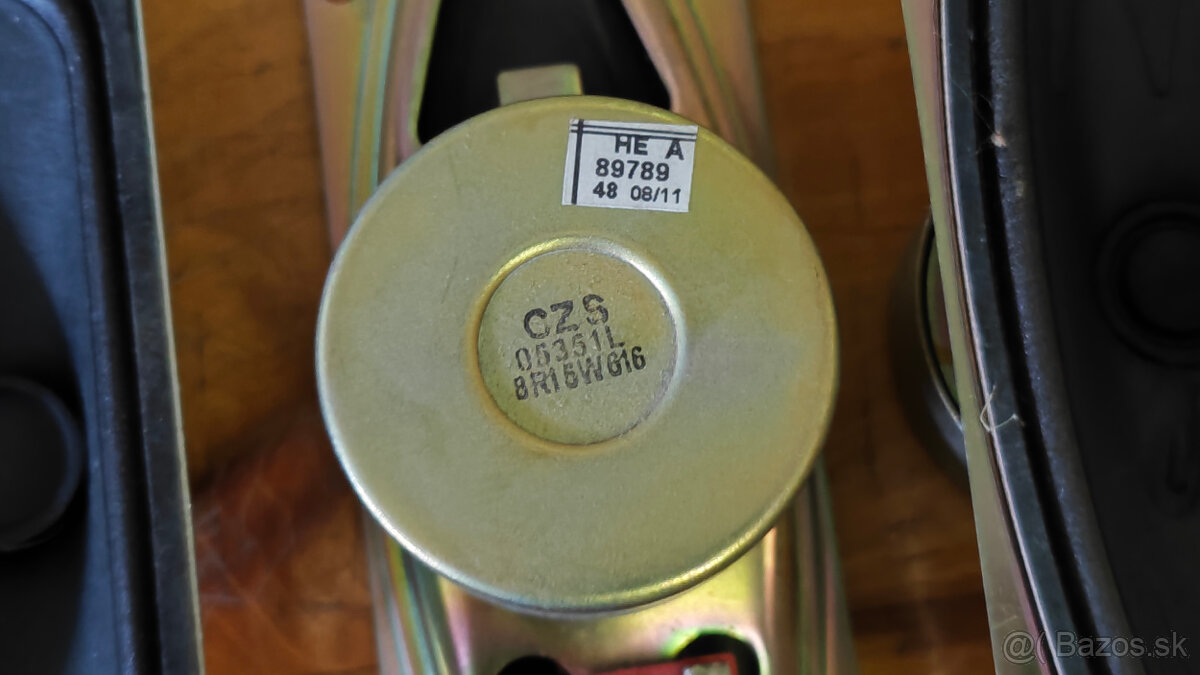 HE A
89789
48 08/11
CZS
05351L
8R15W616
@( Bazos.sk